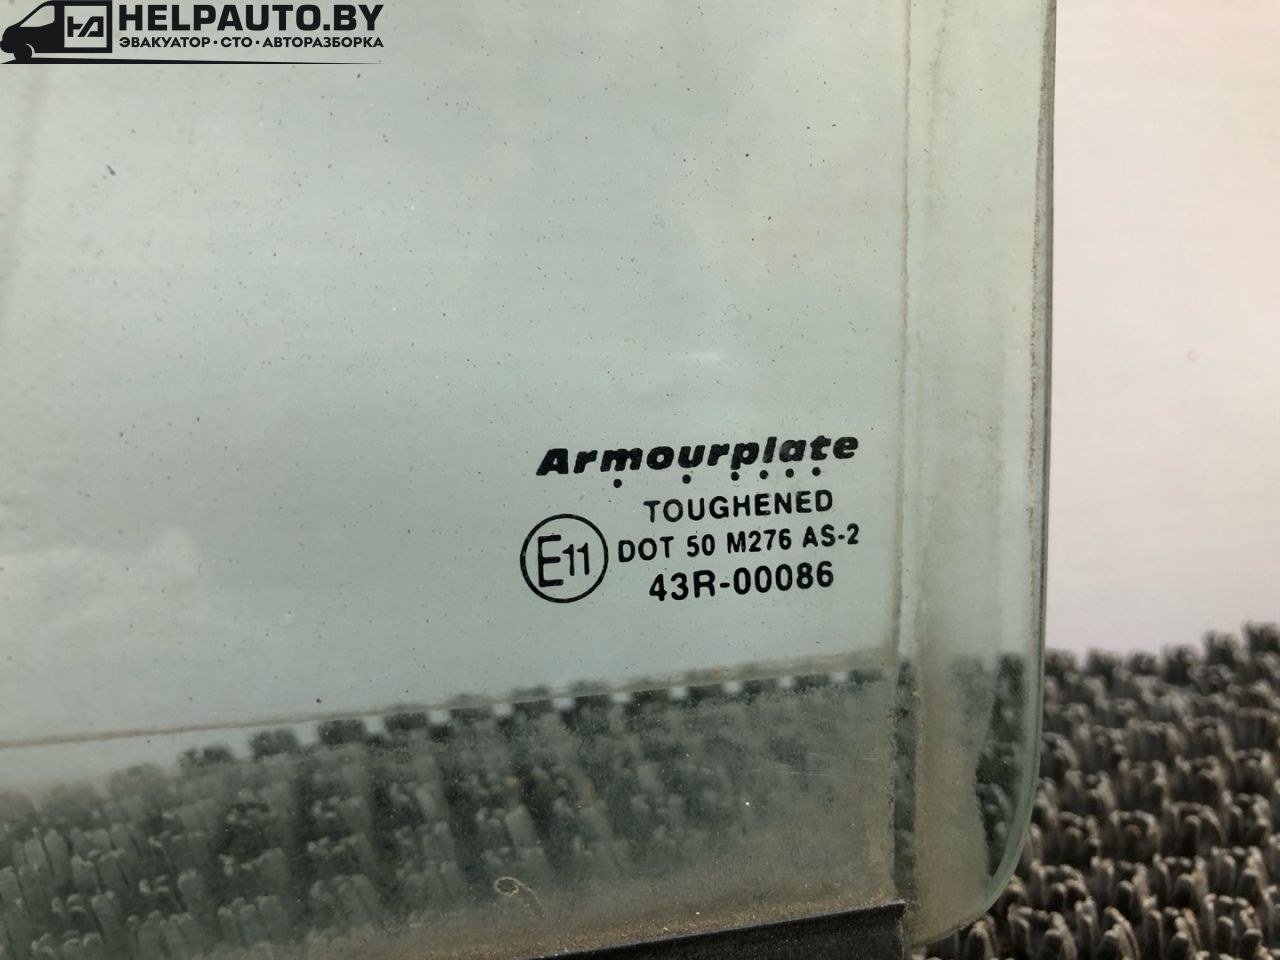 HELPAUTO.BY
ЭВАКУАТОР · СТО · АВТОРАЗБОРКА
Armourplate
TOUGHENED
E11 DOT 50 M276 AS-2
43R-00086